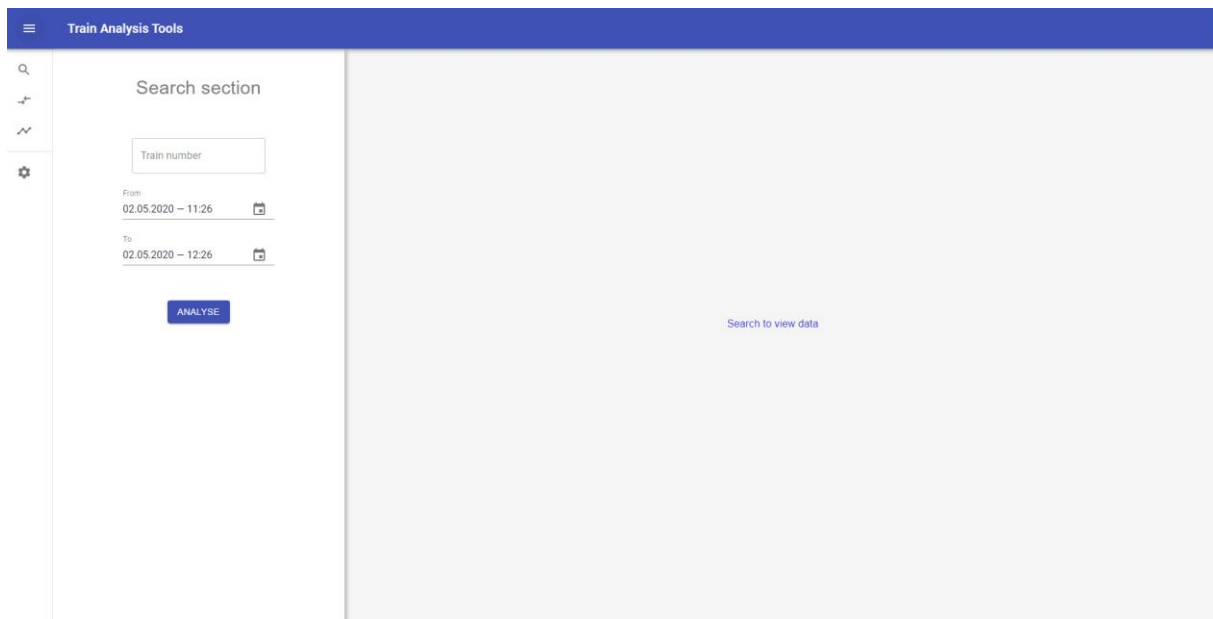 Train Analysis Tools
Search section
Train number
From
02.05.2020 – 11:26
To
02.05.2020 – 12:26
ANALYSE
Search to view data